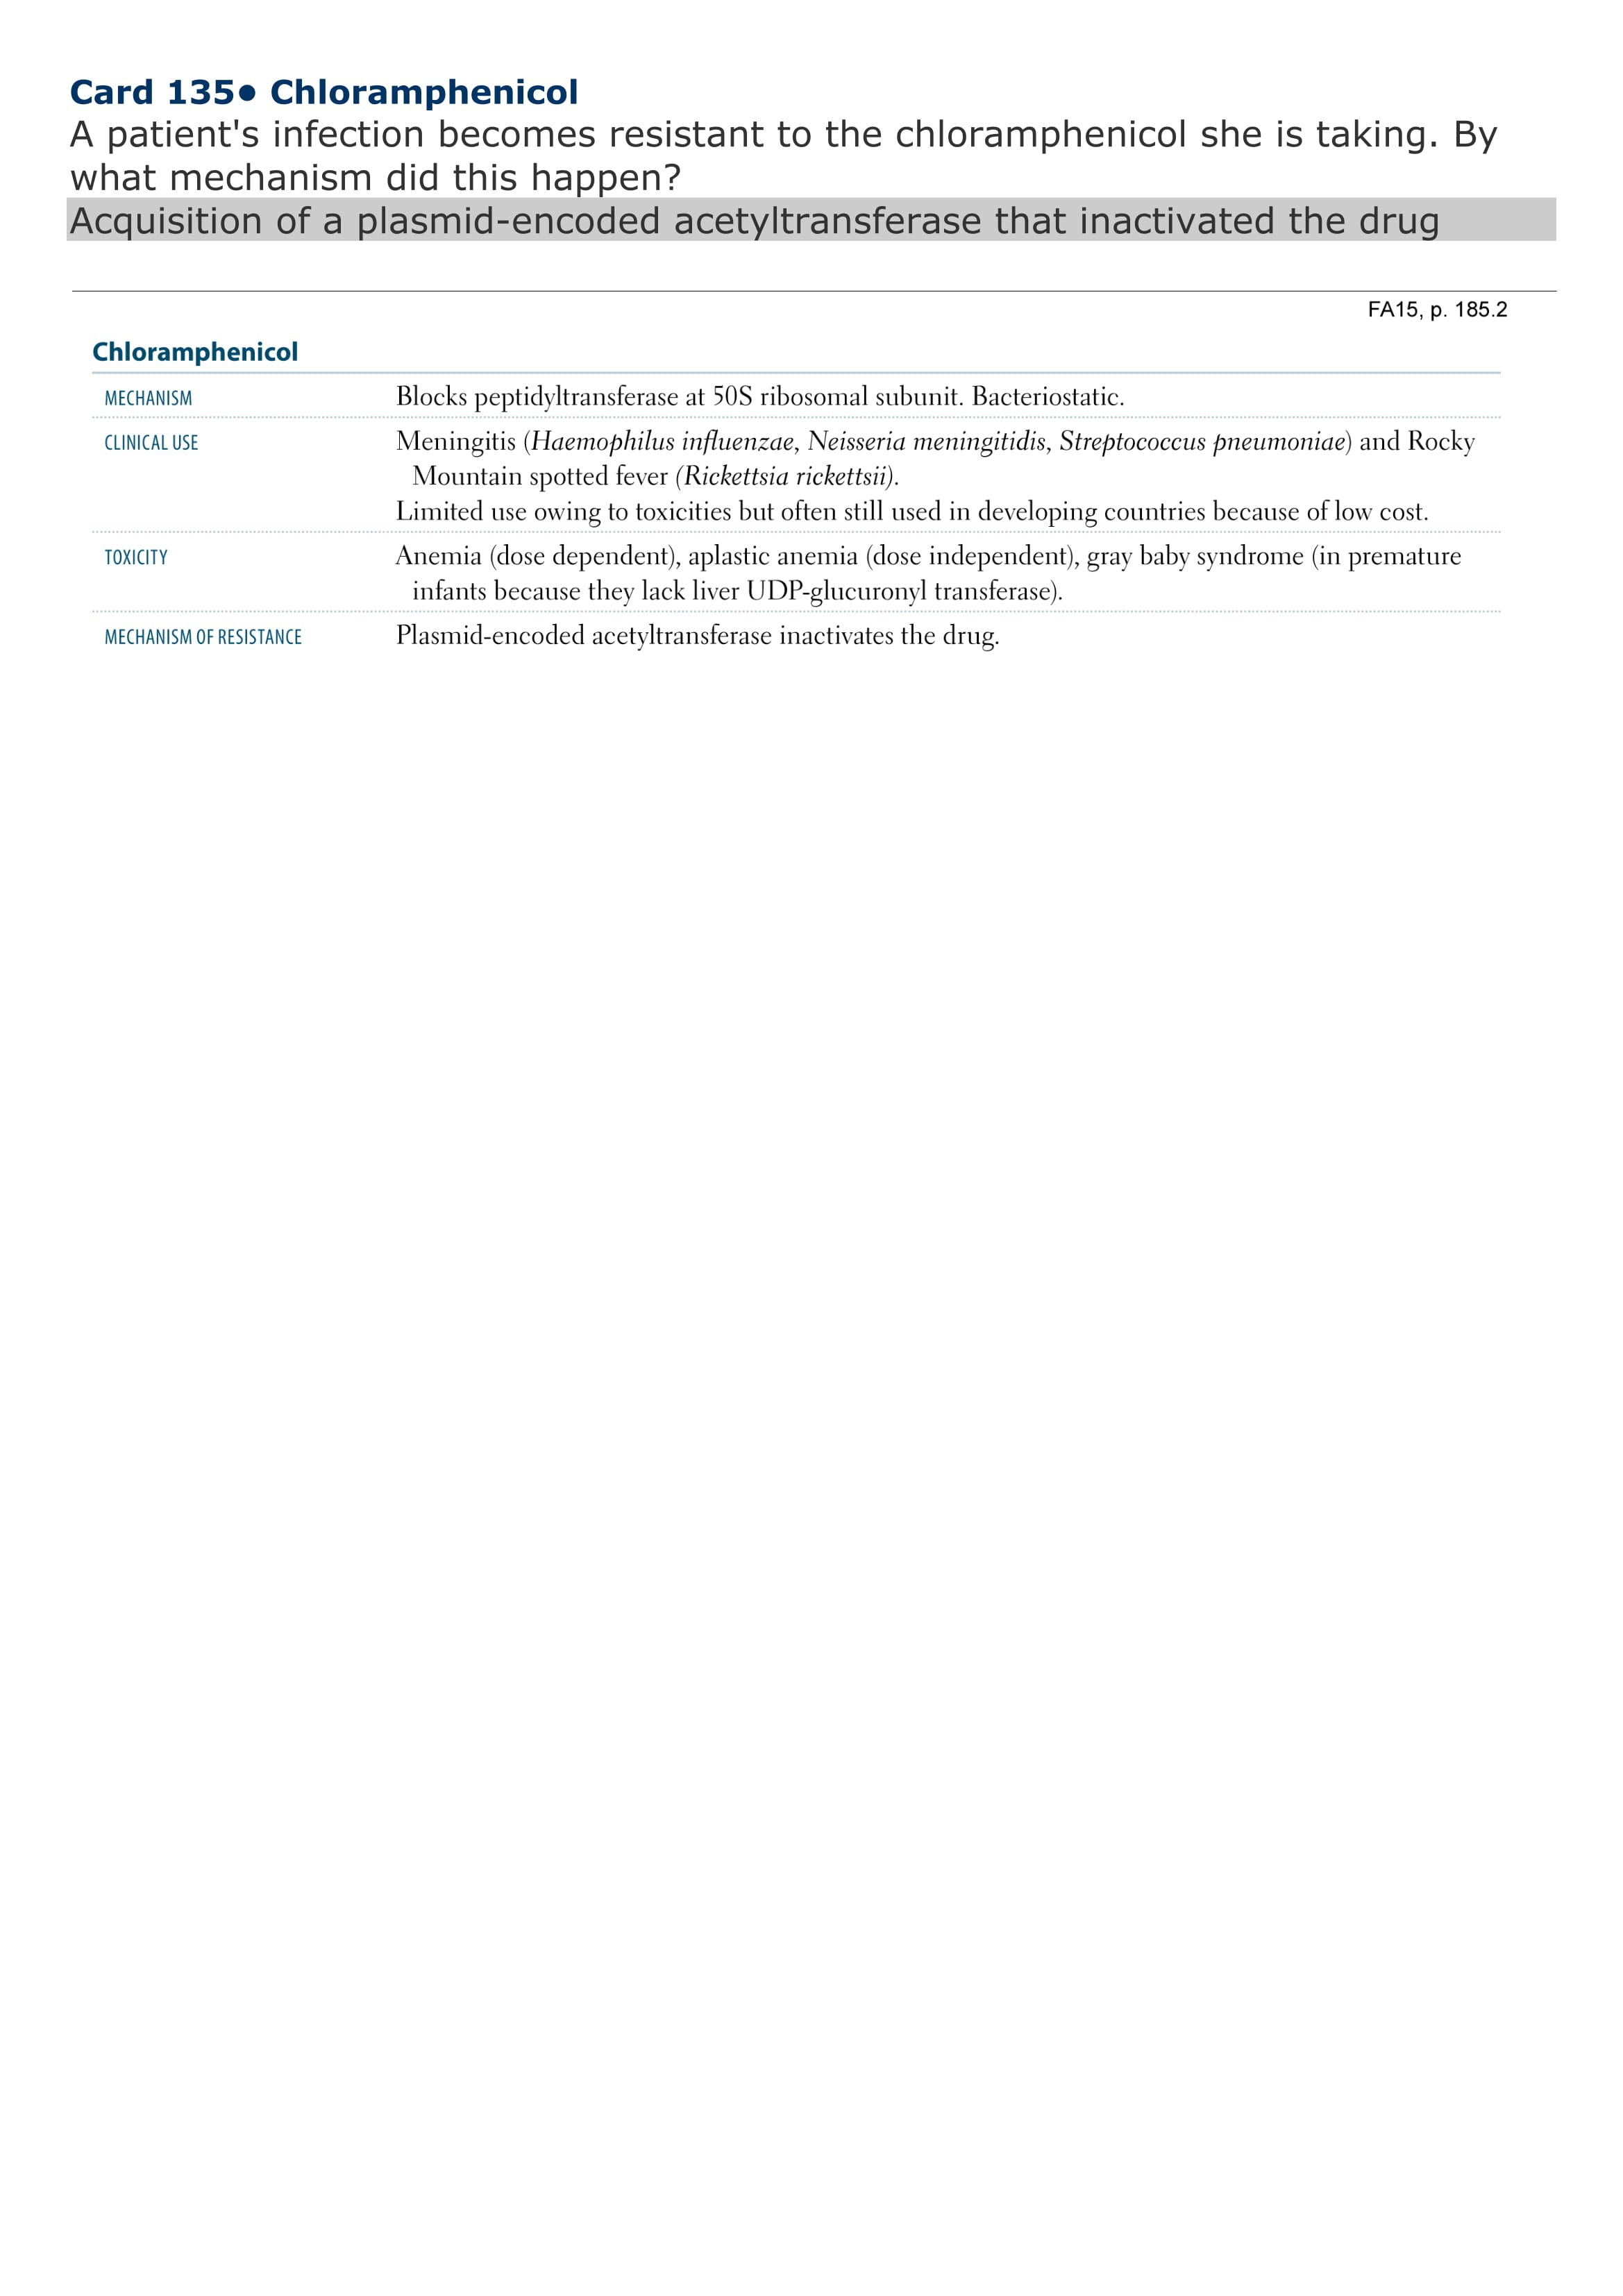 Card 135• Chloramphenicol
A patient's infection becomes resistant to the chloramphenicol she is taking. By
what mechanism did this happen?
Acquisition of a plasmid-encoded acetyltransferase that inactivated the drug
FA15, p. 185.2
Chloramphenicol
MECHANISM Blocks peptidyltransferase at 50S ribosomal subunit. Bacteriostatic.
CLINICAL USE Meningitis (Haemophilus influenzae, Neisseria meningitidis, Streptococcus pneumoniae) and Rocky
Mountain spotted fever (Rickettsia rickettsii).
Limited use owing to toxicities but often still used in developing countries because of low cost.
TOXICITY Anemia (dose dependent), aplastic anemia (dose independent), gray baby syndrome (in premature
infants because they lack liver UDP-glucuronyl transferase).
MECHANISM OF RESISTANCE Plasmid-encoded acetyltransferase inactivates the drug.